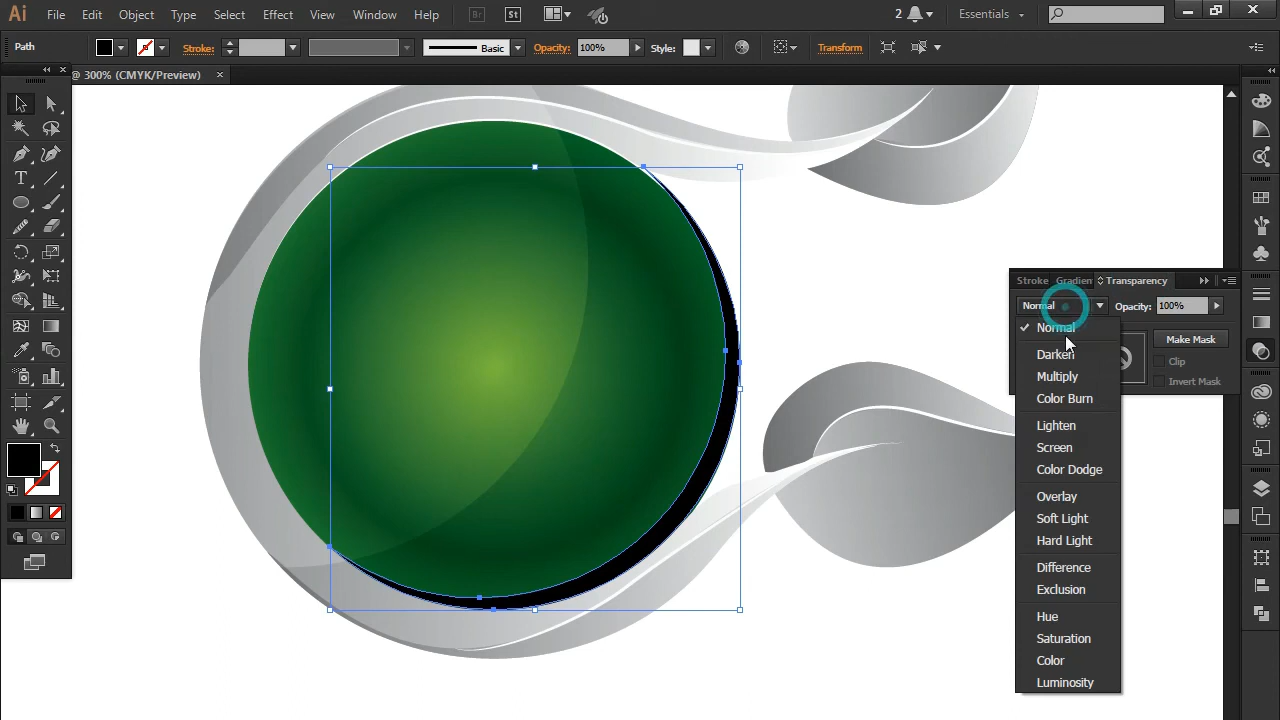 Ai File Edit Object Type Select Effect View Window Help Br St 2 Essentials
Path Stroke: Basic Opacity: 100% Style: Transform
@ 300% (CMYK/Preview) ×
Stroke Gradien Transparency
Normal Opacity: 100%
Normal
Make Mask
Darken
Clip
Multiply
Invert Mask
Color Burn
Lighten
Screen
Color Dodge
Overlay
Soft Light
Hard Light
Difference
Exclusion
Hue
Saturation
Color
Luminosity